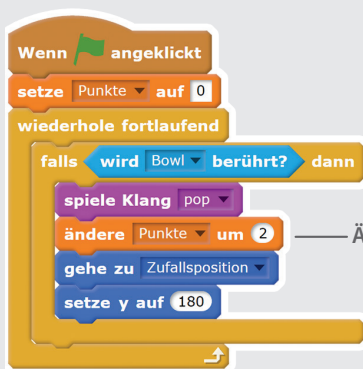 Wenn angeklickt
setze Punkte auf 0
wiederhole fortlaufend
falls wird Bowl berührt? dann
spiele Klang pop
ändere Punkte um 2
gehe zu Zufallsposition
setze y auf 180